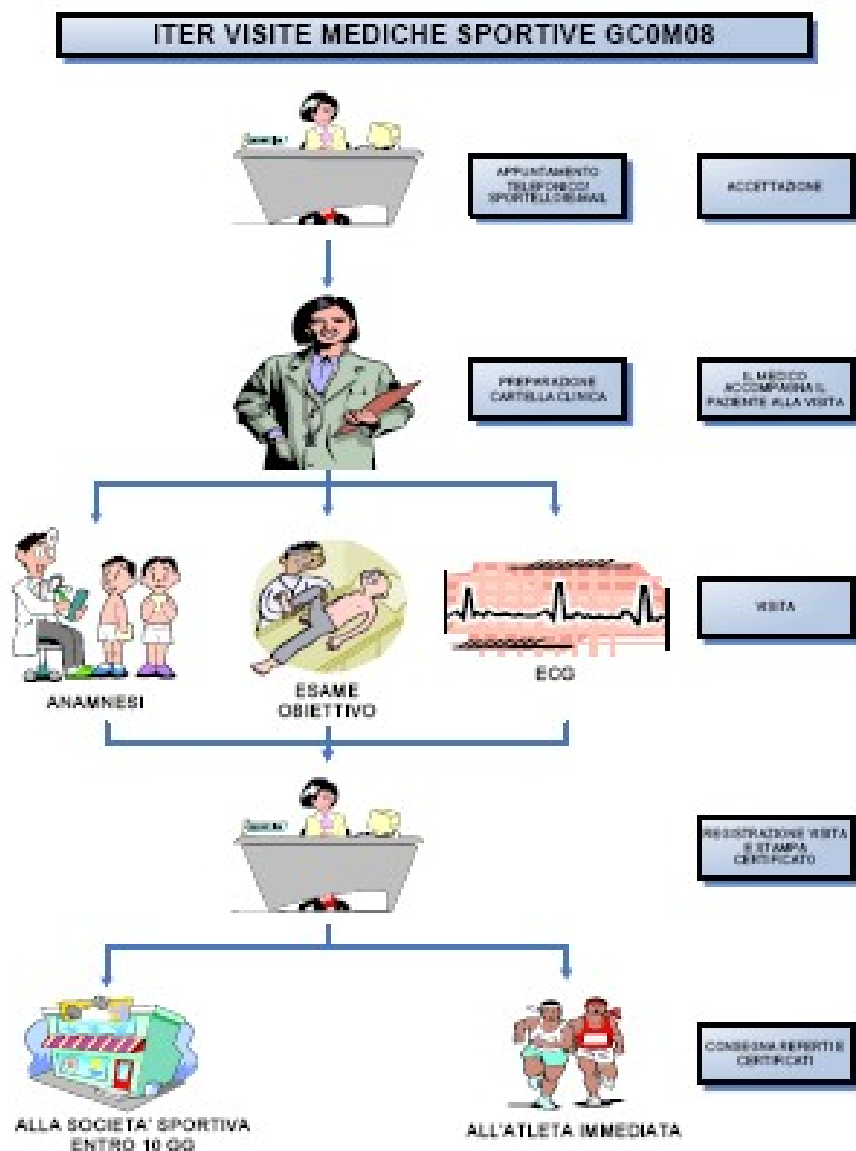 ITER VISITE MEDICHE SPORTIVE GC0M08
APPUNTAMENTO
TELEFONICO/
SPORTELLO/E-MAIL
ACCETTAZIONE
PREPARAZIONE
CARTELLA CLINICA
IL MEDICO
ACCOMPAGNA IL
PAZIENTE ALLA VISITA
ANAMNESI
ESAME
OBIETTIVO
ECG
VISITA
REGISTRAZIONE VISITA
E STAMPA
CERTIFICATO
ALLA SOCIETA' SPORTIVA
ENTRO 10 GG
ALL'ATLETA IMMEDIATA
CONSEGNA REFERTI E
CERTIFICATI